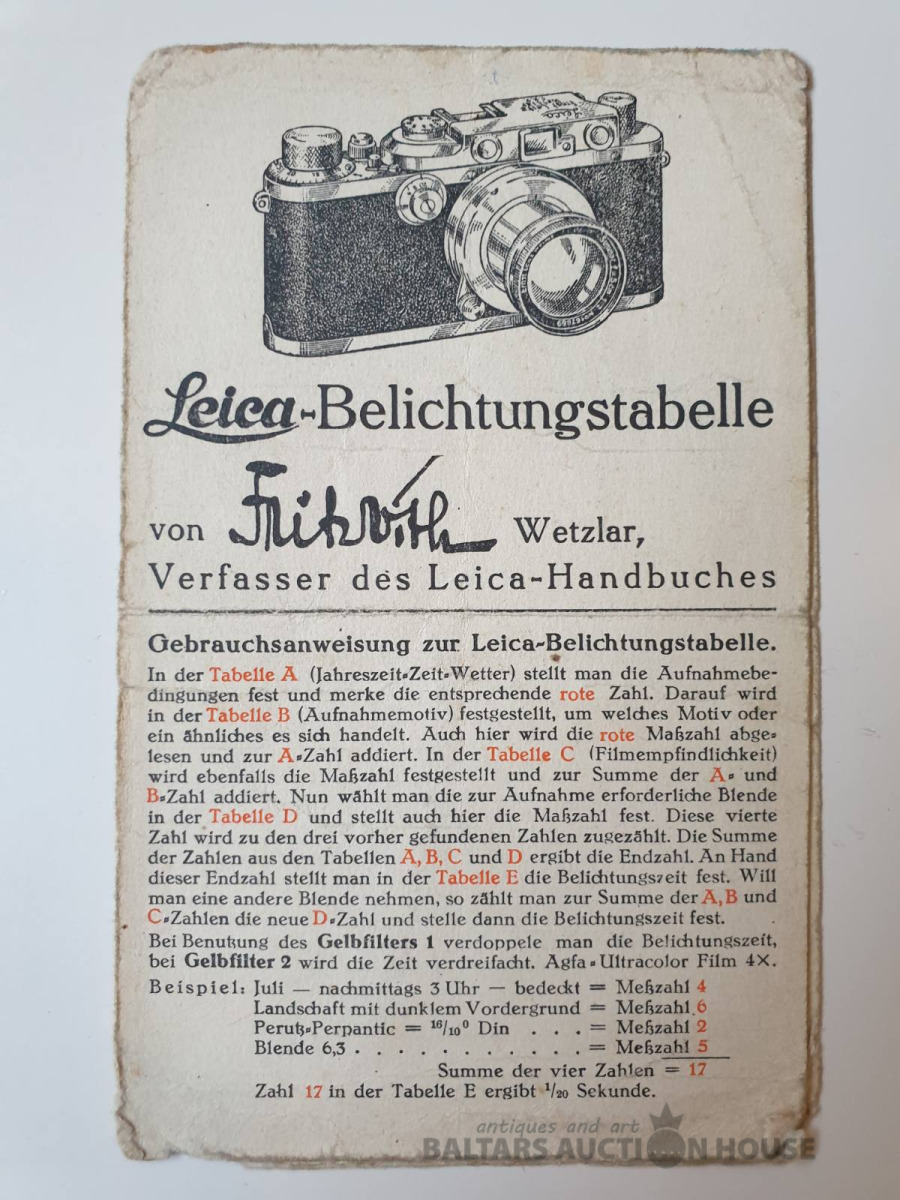 Leica-Belichtungstabelle
von Fritz Vith Wetzlar,
Verfasser des Leica-Handbuches
Gebrauchsanweisung zur Leica-Belichtungstabelle.
In der Tabelle A (Jahreszeit-Zeit-Wetter) stellt man die Aufnahmebe-
dingungen fest und merke die entsprechende rote Zahl. Darauf wird
in der Tabelle B (Aufnahmemotiv) festgestellt, um welches Motiv oder
ein ähnliches es sich handelt. Auch hier wird die rote Maßzahl abge-
lesen und zur A-Zahl addiert. In der Tabelle C (Filmempfindlichkeit)
wird ebenfalls die Maßzahl festgestellt und zur Summe der A- und
B-Zahl addiert. Nun wählt man die zur Aufnahme erforderliche Blende
in der Tabelle D und stellt auch hier die Maßzahl fest. Diese vierte
Zahl wird zu den drei vorher gefundenen Zahlen zugezählt. Die Summe
der Zahlen aus den Tabellen A, B, C und D ergibt die Endzahl. An Hand
dieser Endzahl stellt man in der Tabelle E die Belichtungszeit fest. Will
man eine andere Blende nehmen, so zählt man zur Summe der A, B und
C-Zahlen die neue D-Zahl und stelle dann die Belichtungszeit fest.
Bei Benutzung des Gelbfilters 1 verdoppele man die Belichtungszeit,
bei Gelbfilter 2 wird die Zeit verdreifacht. Agfa-Ultracolor Film 4×.
Beispiel: Juli — nachmittags 3 Uhr — bedeckt = Meßzahl 4
Landschaft mit dunklem Vordergrund = Meßzahl 6
Perutz-Perpantic = 16/10⁰ Din . . . = Meßzahl 2
Blende 6,3 . . . . . . . . . . . = Meßzahl 5
Summe der vier Zahlen = 17
Zahl 17 in der Tabelle E ergibt 1/20 Sekunde.
antiques and art
BALTARS AUCTION HOUSE